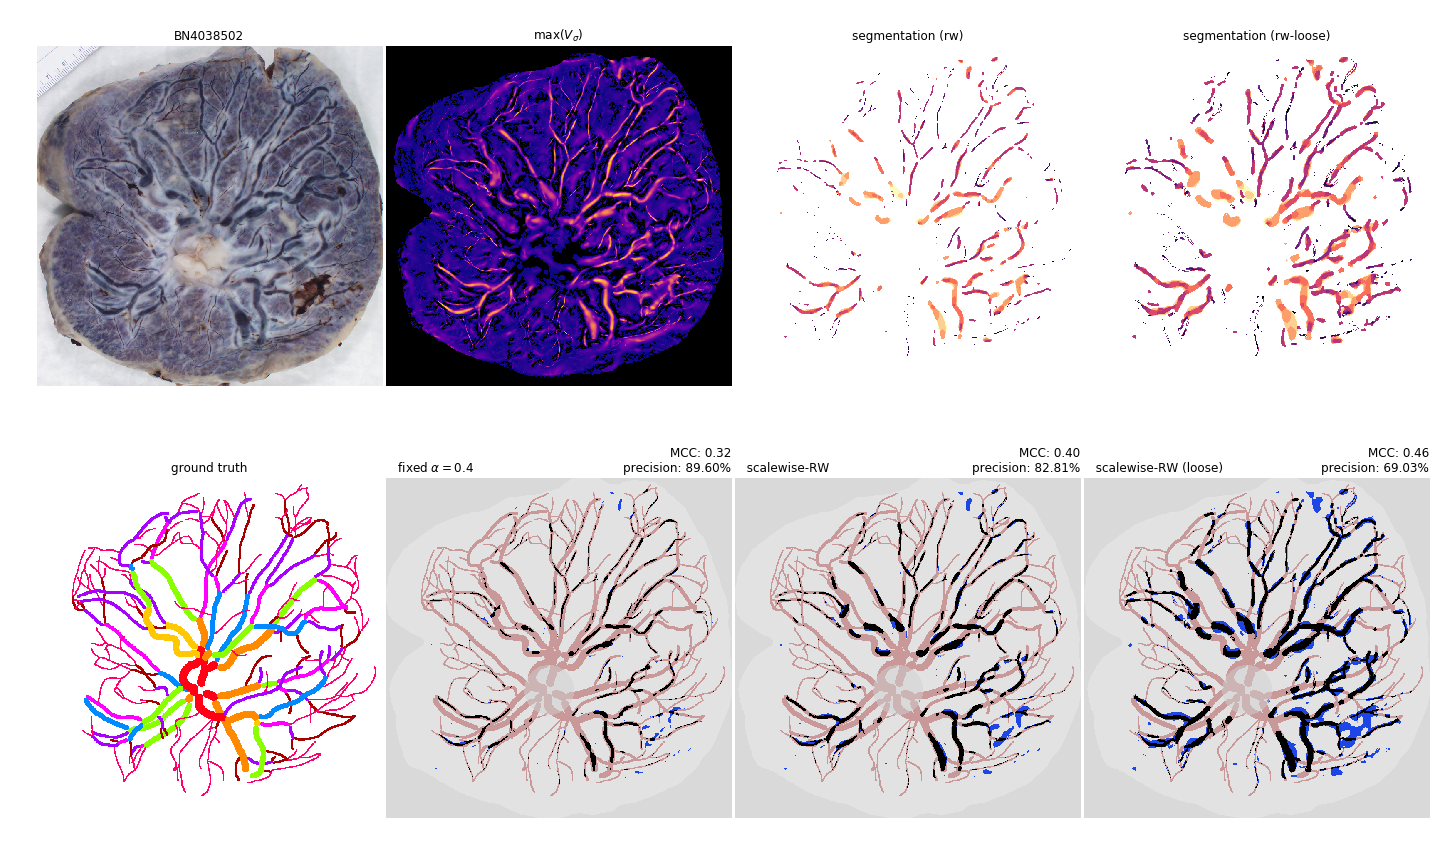 BN4038502
max(Vσ)
segmentation (rw)
segmentation (rw-loose)
ground truth
fixed α = 0.4
MCC: 0.32
precision: 89.60%
scalewise-RW
MCC: 0.40
precision: 82.81%
scalewise-RW (loose)
MCC: 0.46
precision: 69.03%